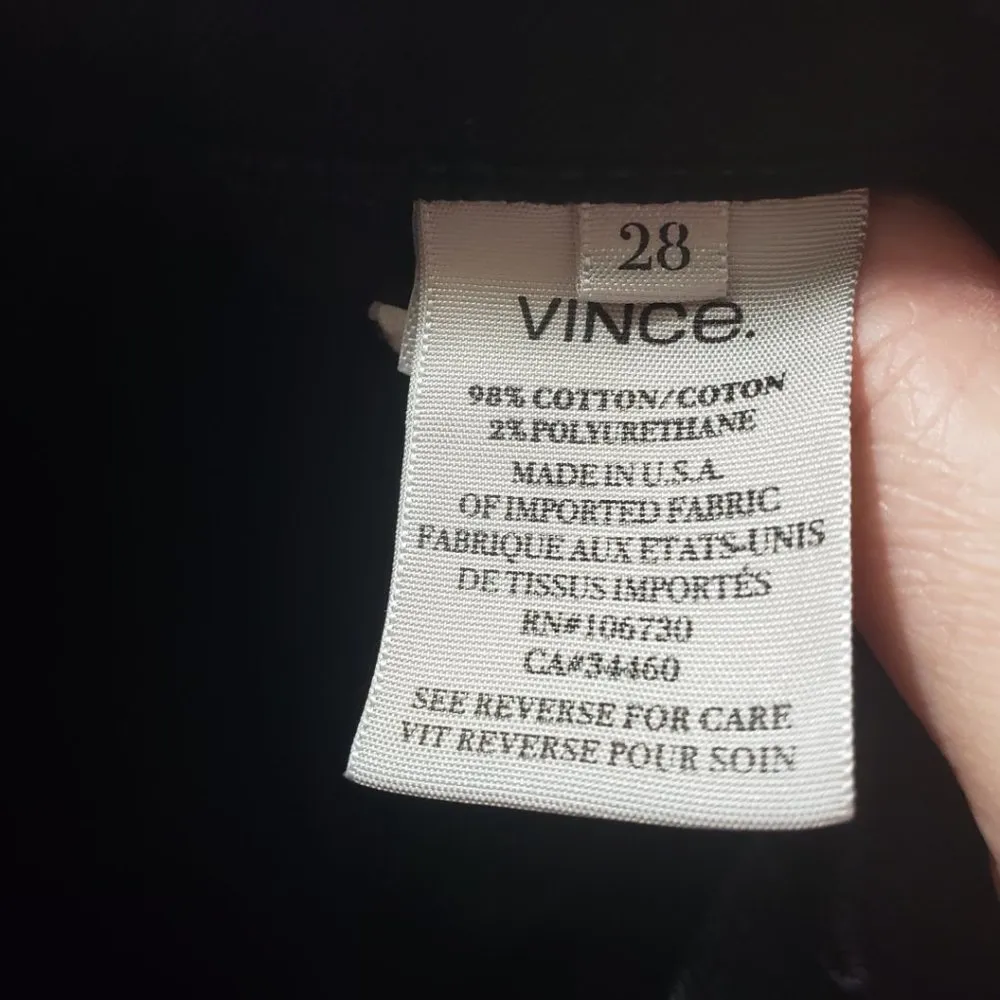 28
VINCe.
98% COTTON/COTON
2% POLYURETHANE
MADE IN U.S.A.
OF IMPORTED FABRIC
FABRIQUE AUX ETATS-UNIS
DE TISSUS IMPORTÉS
RN#106730
CA#34460
SEE REVERSE FOR CARE
VIT REVERSE POUR SOIN